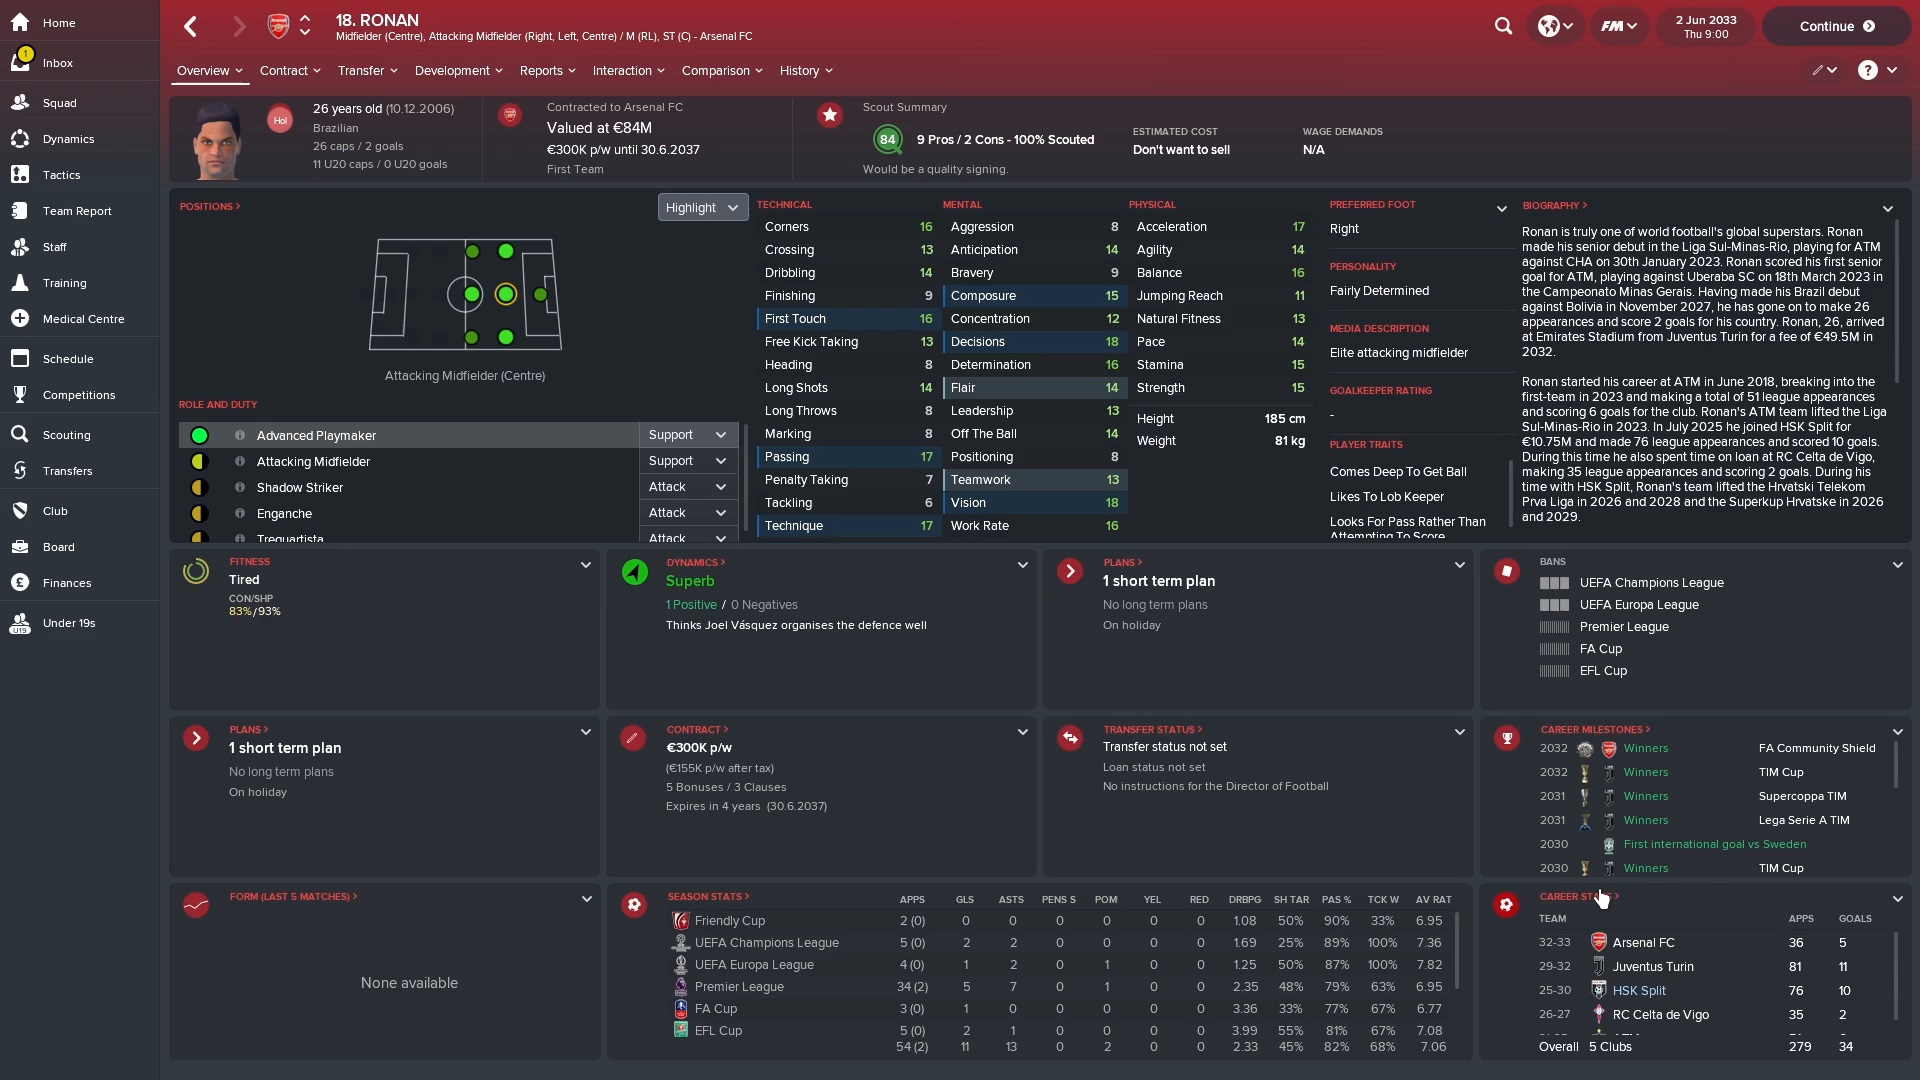 Home
Inbox
1
Squad
Dynamics
Tactics
Team Report
Staff
Training
Medical Centre
Schedule
Competitions
Scouting
Transfers
Club
Board
Finances
Under 19s
U19
18. RONAN
Midfielder (Centre), Attacking Midfielder (Right, Left, Centre) / M (RL), ST (C) - Arsenal FC
FM
2 Jun 2033
Thu 9:00
Continue
Overview
Contract
Transfer
Development
Reports
Interaction
Comparison
History
?
Hol
26 years old (10.12.2006)
Brazilian
26 caps / 2 goals
11 U20 caps / 0 U20 goals
Contracted to Arsenal FC
Valued at €84M
€300K p/w until 30.6.2037
First Team
Scout Summary
84
9 Pros / 2 Cons - 100% Scouted
Would be a quality signing.
ESTIMATED COST
Don't want to sell
WAGE DEMANDS
N/A
POSITIONS >
Highlight
Attacking Midfielder (Centre)
ROLE AND DUTY
Advanced Playmaker Support
Attacking Midfielder Support
Shadow Striker Attack
Enganche Attack
Trequartista Attack
TECHNICAL
Corners 16
Crossing 13
Dribbling 14
Finishing 9
First Touch 16
Free Kick Taking 13
Heading 8
Long Shots 14
Long Throws 8
Marking 8
Passing 17
Penalty Taking 7
Tackling 6
Technique 17
MENTAL
Aggression 8
Anticipation 14
Bravery 9
Composure 15
Concentration 12
Decisions 18
Determination 16
Flair 14
Leadership 13
Off The Ball 14
Positioning 8
Teamwork 13
Vision 18
Work Rate 16
PHYSICAL
Acceleration 17
Agility 14
Balance 16
Jumping Reach 11
Natural Fitness 13
Pace 14
Stamina 15
Strength 15
Height 185 cm
Weight 81 kg
PREFERRED FOOT
Right
PERSONALITY
Fairly Determined
MEDIA DESCRIPTION
Elite attacking midfielder
GOALKEEPER RATING
-
PLAYER TRAITS
Comes Deep To Get Ball
Likes To Lob Keeper
Looks For Pass Rather Than
Attempting To Score
BIOGRAPHY >
Ronan is truly one of world football's global superstars. Ronan
made his senior debut in the Liga Sul-Minas-Rio, playing for ATM
against CHA on 30th January 2023. Ronan scored his first senior
goal for ATM, playing against Uberaba SC on 18th March 2023 in
the Campeonato Minas Gerais. Having made his Brazil debut
against Bolivia in November 2027, he has gone on to make 26
appearances and score 2 goals for his country. Ronan, 26, arrived
at Emirates Stadium from Juventus Turin for a fee of €49.5M in
2032.
Ronan started his career at ATM in June 2018, breaking into the
first-team in 2023 and making a total of 51 league appearances
and scoring 6 goals for the club. Ronan's ATM team lifted the Liga
Sul-Minas-Rio in 2023. In July 2025 he joined HSK Split for
€10.75M and made 76 league appearances and scored 10 goals.
During this time he also spent time on loan at RC Celta de Vigo,
making 35 league appearances and scoring 2 goals. During his
time with HSK Split, Ronan's team lifted the Hrvatski Telekom
Prva Liga in 2026 and 2028 and the Superkup Hrvatske in 2026
and 2029.
FITNESS
Tired
CON/SHP
83%/93%
DYNAMICS >
Superb
1 Positive / 0 Negatives
Thinks Joel Vásquez organises the defence well
PLANS >
1 short term plan
No long term plans
On holiday
BANS
UEFA Champions League
UEFA Europa League
Premier League
FA Cup
EFL Cup
PLANS >
1 short term plan
No long term plans
On holiday
CONTRACT >
€300K p/w
(€155K p/w after tax)
5 Bonuses / 3 Clauses
Expires in 4 years (30.6.2037)
TRANSFER STATUS >
Transfer status not set
Loan status not set
No instructions for the Director of Football
CAREER MILESTONES >
2032 Winners FA Community Shield
2032 Winners TIM Cup
2031 Winners Supercoppa TIM
2031 Winners Lega Serie A TIM
2030 First international goal vs Sweden
2030 Winners TIM Cup
FORM (LAST 5 MATCHES) >
None available
SEASON STATS > APPS GLS ASTS PENS S POM YEL RED DRBPG SH TAR PAS % TCK W AV RAT
Friendly Cup 2 (0) 0 0 0 0 0 0 1.08 50% 90% 33% 6.95
UEFA Champions League 5 (0) 2 2 0 0 0 0 1.69 25% 89% 100% 7.36
UEFA Europa League 4 (0) 1 2 0 1 0 0 1.25 50% 87% 100% 7.82
Premier League 34 (2) 5 7 0 1 0 0 2.35 48% 79% 63% 6.95
FA Cup 3 (0) 1 0 0 0 0 0 3.36 33% 77% 67% 6.77
EFL Cup 5 (0) 2 1 0 0 0 0 3.99 55% 81% 67% 7.08
54 (2) 11 13 0 2 0 0 2.33 45% 82% 68% 7.06
CAREER >
TEAM APPS GOALS
32-33 Arsenal FC 36 5
29-32 Juventus Turin 81 11
25-30 HSK Split 76 10
26-27 RC Celta de Vigo 35 2
Overall 5 Clubs 279 34